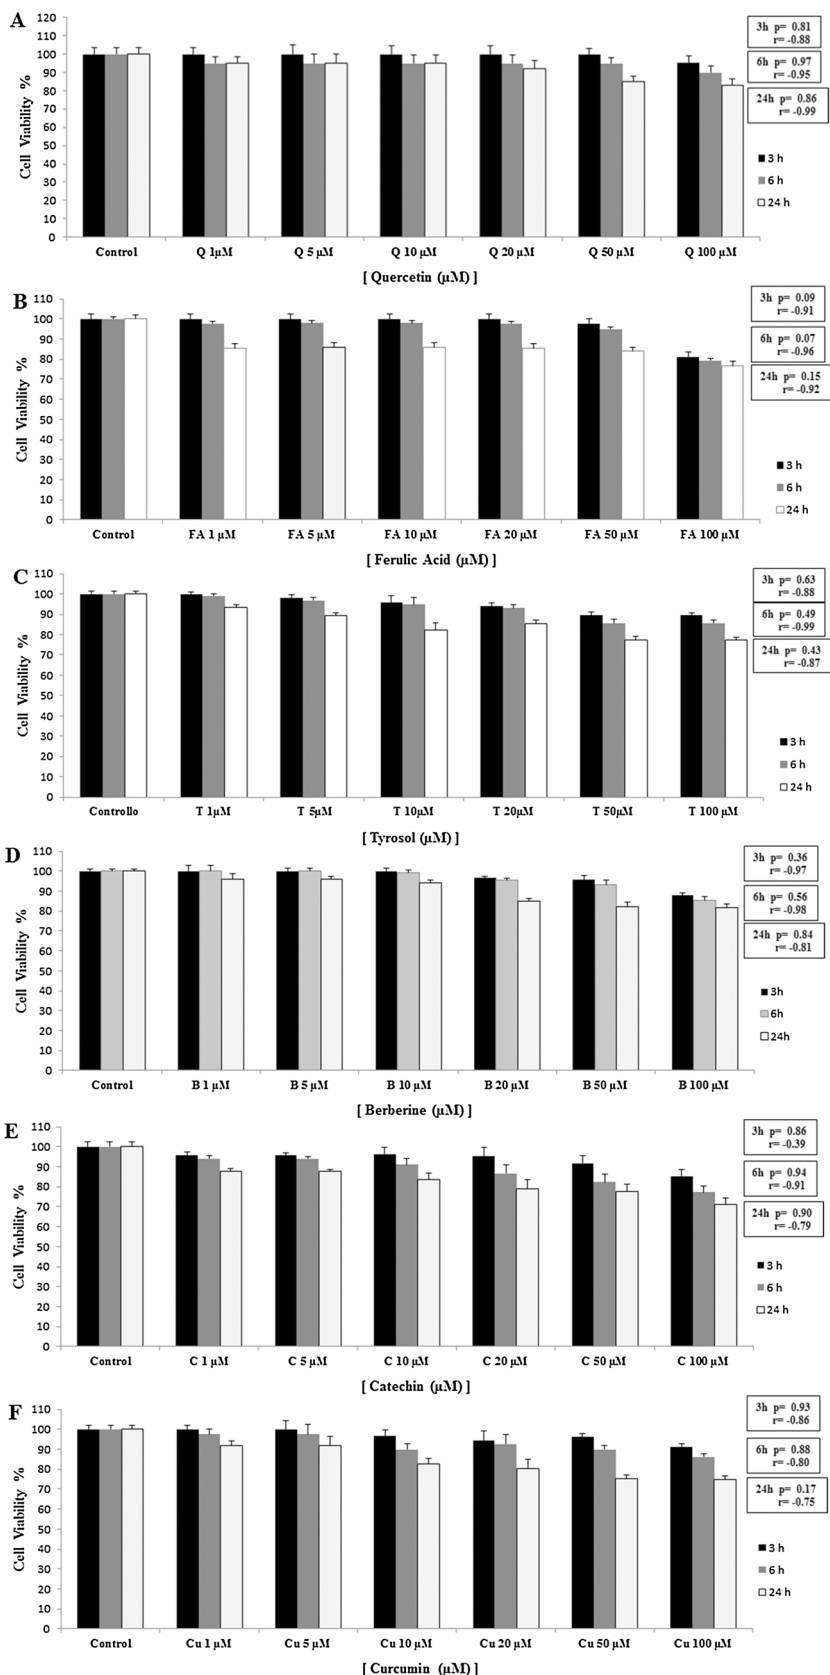 A
Cell Viability %
120
110
100
90
80
70
60
50
40
30
20
10
0
3h p= 0.81
r= -0.88
6h p= 0.97
r= -0.95
24h p= 0.86
r= -0.99
3 h
6 h
24 h
Control Q 1µM Q 5 µM Q 10 µM Q 20 µM Q 50 µM Q 100 µM
[ Quercetin (µM) ]
B
Cell Viability %
110
100
90
80
70
60
50
40
30
20
10
0
3h p= 0.09
r= -0.91
6h p= 0.07
r= -0.96
24h p= 0.15
r= -0.92
3 h
6 h
24 h
Control FA 1 µM FA 5 µM FA 10 µM FA 20 µM FA 50 µM FA 100 µM
[ Ferulic Acid (µM) ]
C
Cell Viability %
110
100
90
80
70
60
50
40
30
20
10
0
3h p= 0.63
r= -0.88
6h p= 0.49
r= -0.99
24h p= 0.43
r= -0.87
3 h
6 h
24 h
Controllo T 1µM T 5µM T 10µM T 20µM T 50µM T 100 µM
[ Tyrosol (µM) ]
D
Cell Viability %
110
100
90
80
70
60
50
40
30
20
10
0
3h p= 0.36
r= -0.97
6h p= 0.56
r= -0.98
24h p= 0.84
r= -0.81
3h
6h
24h
Control B 1 µM B 5 µM B 10 µM B 20 µM B 50 µM B 100 µM
[ Berberine (µM) ]
E
Cell Viability %
110
100
90
80
70
60
50
40
30
20
10
0
3h p= 0.86
r= -0.39
6h p= 0.94
r= -0.91
24h p= 0.90
r= -0.79
3 h
6 h
24 h
Control C 1 µM C 5 µM C 10 µM C 20 µM C 50 µM C 100 µM
[ Catechin (µM) ]
F
Cell Viability %
110
100
90
80
70
60
50
40
30
20
10
0
3h p= 0.93
r= -0.86
6h p= 0.88
r= -0.80
24h p= 0.17
r= -0.75
3 h
6 h
24 h
Control Cu 1 µM Cu 5 µM Cu 10 µM Cu 20 µM Cu 50 µM Cu 100 µM
[ Curcumin (µM) ]